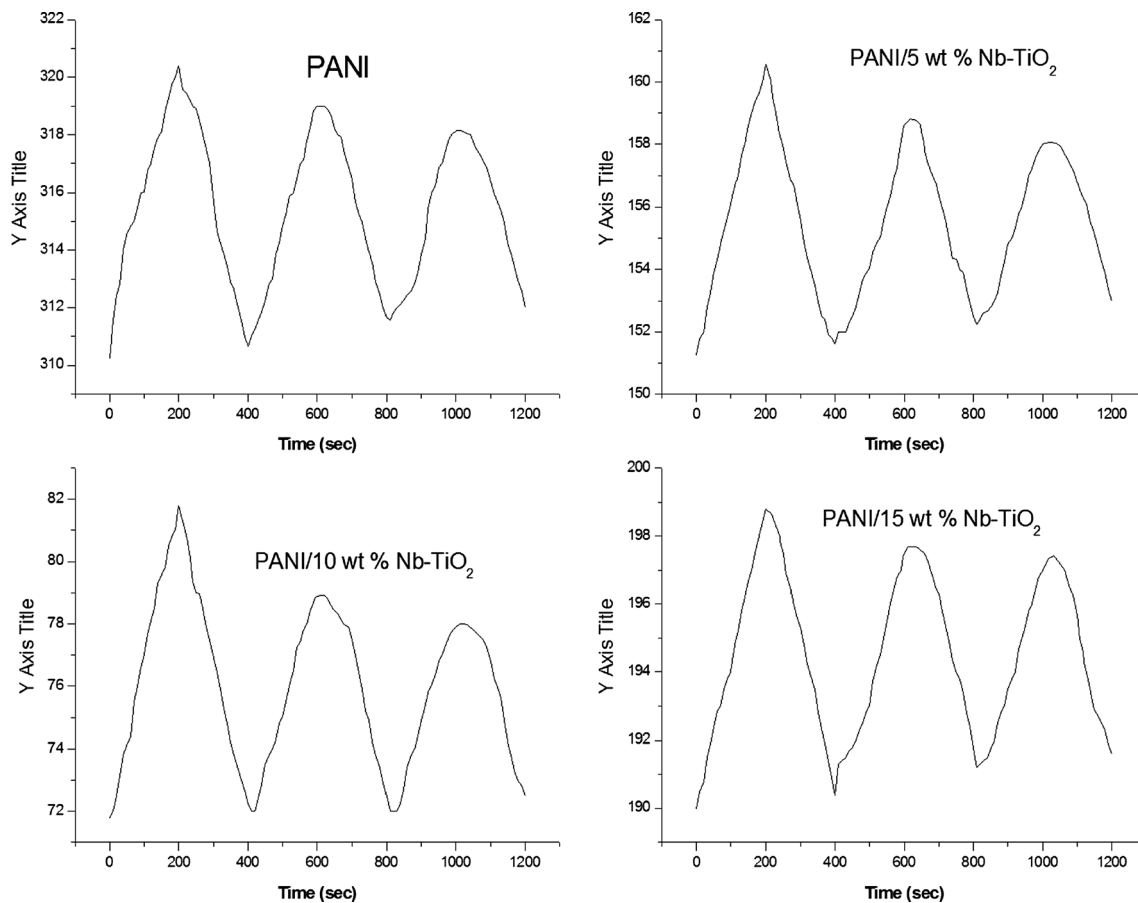 322
320
318
316
314
312
310
Y Axis Title
PANI
0 200 400 600 800 1000 1200
Time (sec)
162
160
158
156
154
152
150
Y Axis Title
PANI/5 wt % Nb-TiO2
0 200 400 600 800 1000 1200
Time (sec)
82
80
78
76
74
72
Y Axis Title
PANI/10 wt % Nb-TiO2
0 200 400 600 800 1000 1200
Time (sec)
200
198
196
194
192
190
Y Axis Title
PANI/15 wt % Nb-TiO2
0 200 400 600 800 1000 1200
Time (sec)